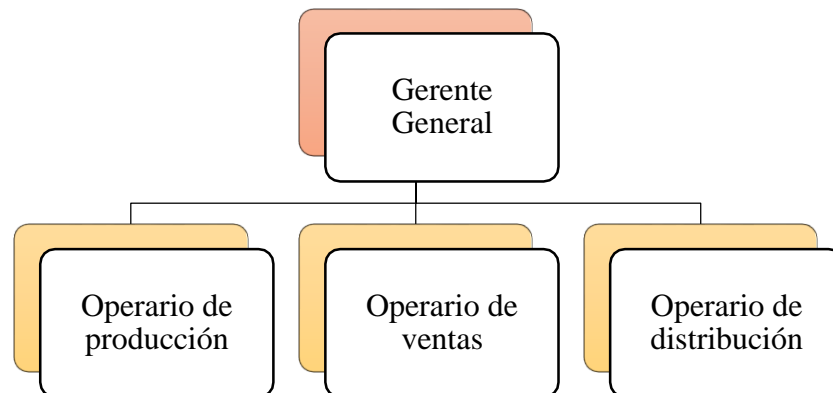 Gerente
General
Operario de
producción
Operario de
ventas
Operario de
distribución